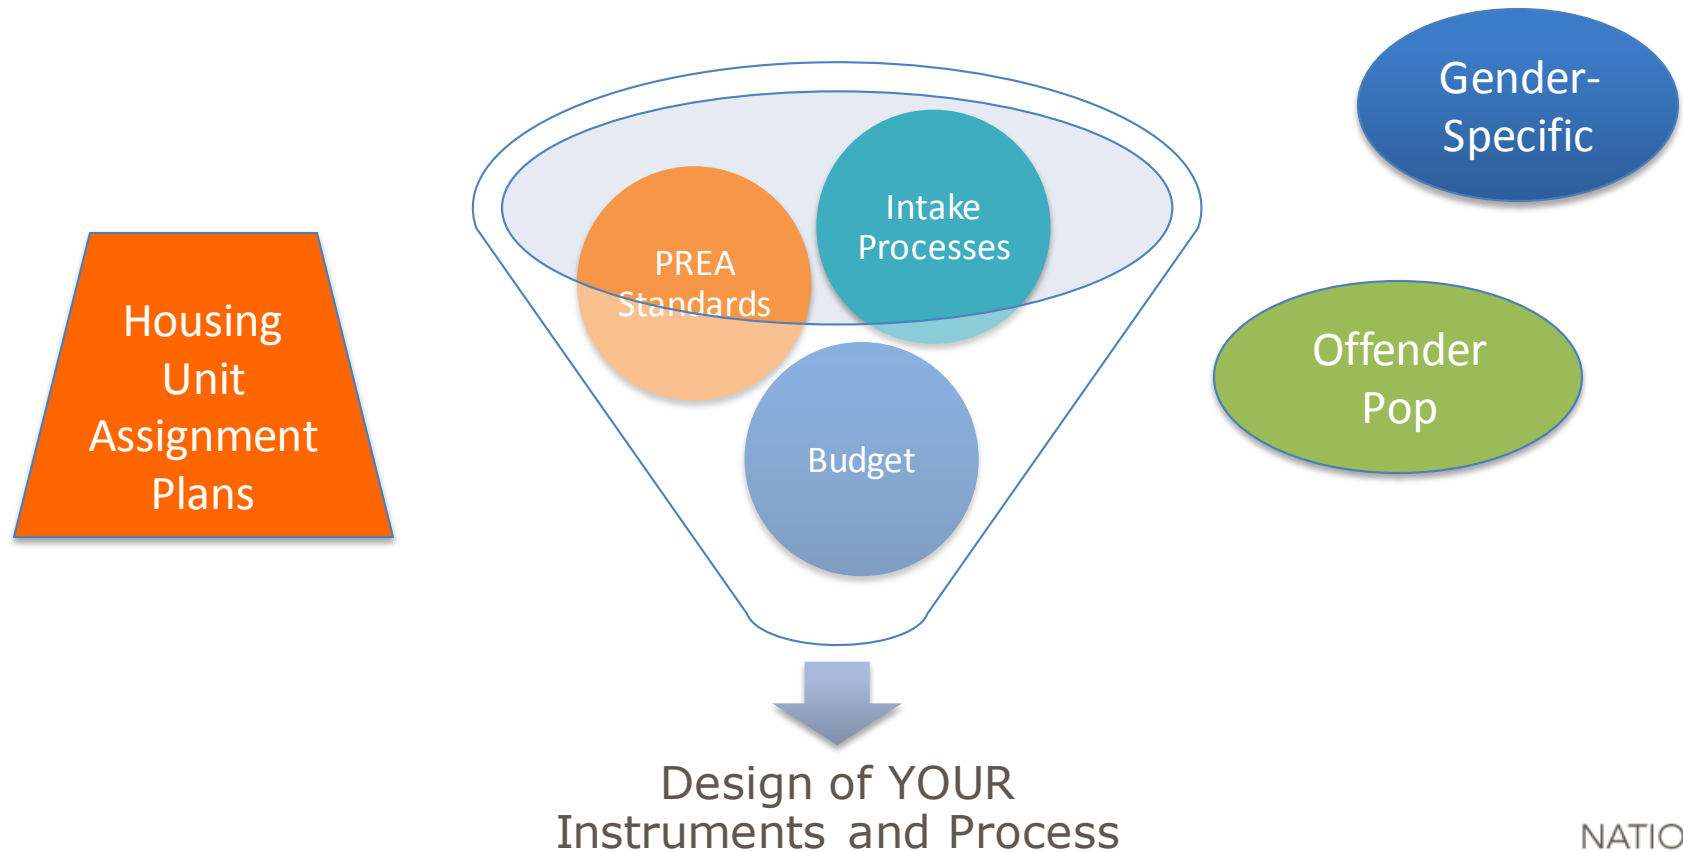 Gender-
Specific
Intake
Processes
PREA
Standards
Housing
Unit
Assignment
Plans
Offender
Pop
Budget
Design of YOUR
Instruments and Process
NATIO